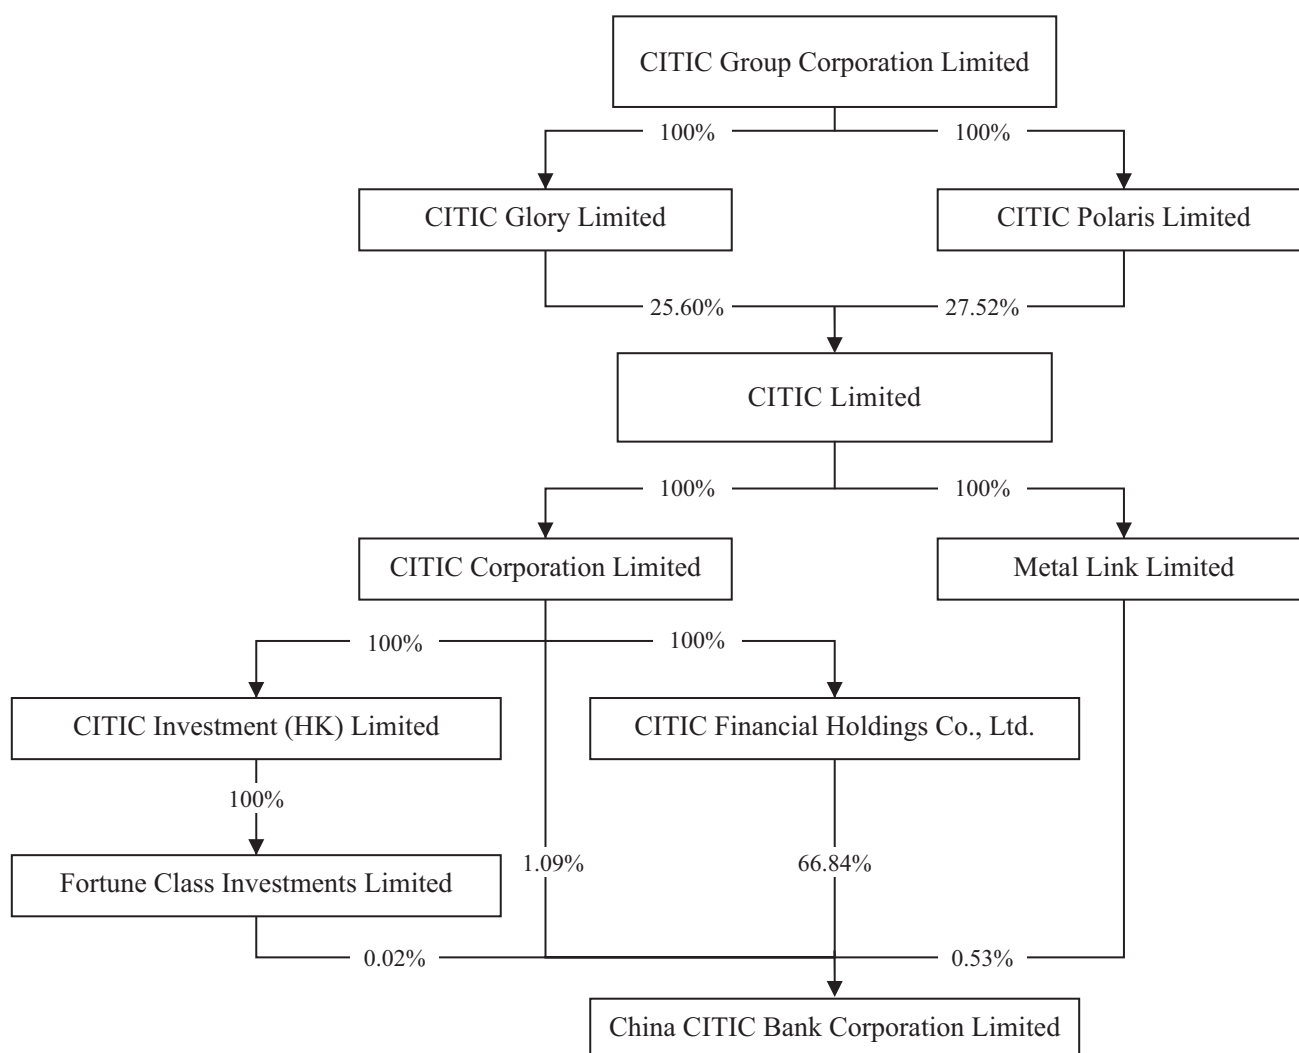 CITIC Group Corporation Limited
100%
100%
CITIC Glory Limited
CITIC Polaris Limited
25.60%
27.52%
CITIC Limited
100%
100%
CITIC Corporation Limited
Metal Link Limited
100%
100%
CITIC Investment (HK) Limited
CITIC Financial Holdings Co., Ltd.
100%
1.09%
66.84%
Fortune Class Investments Limited
0.02%
0.53%
China CITIC Bank Corporation Limited